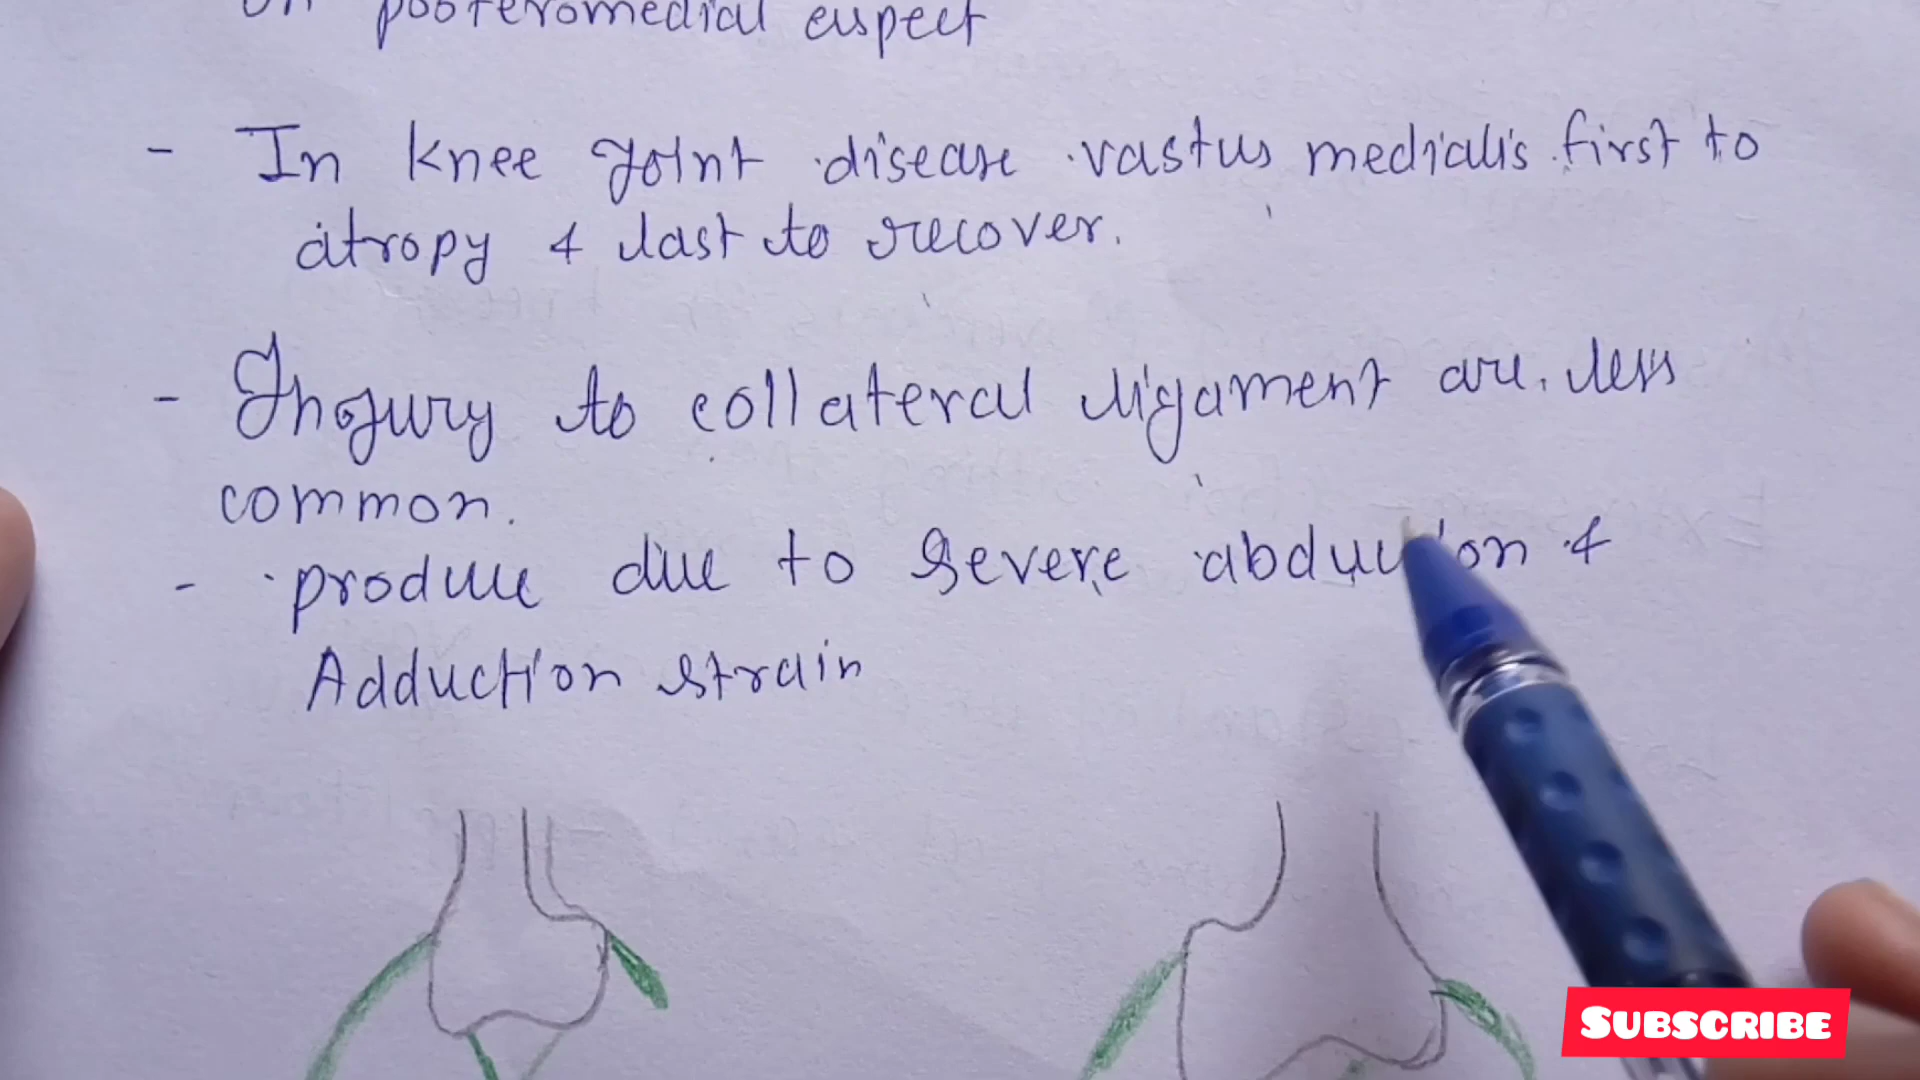 on posteromedial aspect
- In knee joint disease vastus medialis first to
atropy & last to recover.
- Injury to collateral ligament are less
common.
- produce due to severe abduction &
Adduction strain
SUBSCRIBE